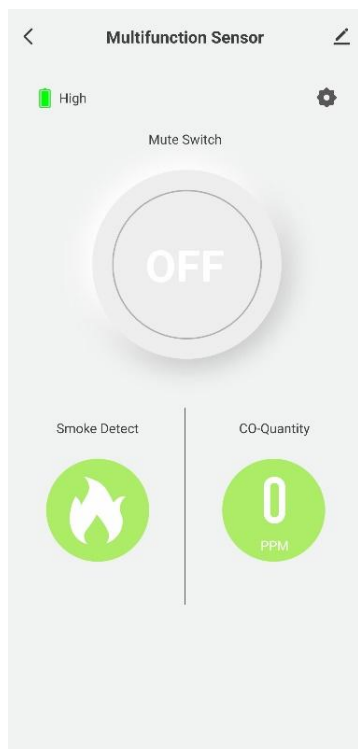 Multifunction Sensor
High
Mute Switch
OFF
Smoke Detect
CO-Quantity
0
PPM